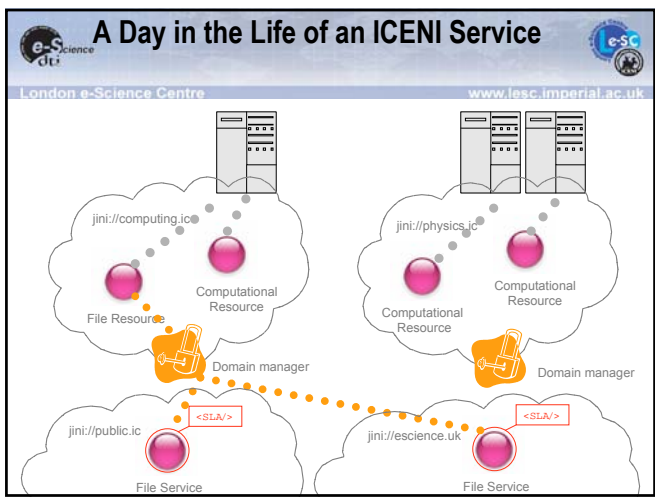 A Day in the Life of an ICENI Service
e-Science
dti
e-SC
ICENI
London e-Science Centre
www.lesc.imperial.ac.uk
jini://computing.ic
jini://physics.ic
File Resource
Computational
Resource
Computational
Resource
Computational
Resource
Domain manager
Domain manager
<SLA/>
<SLA/>
jini://public.ic
jini://escience.uk
File Service
File Service